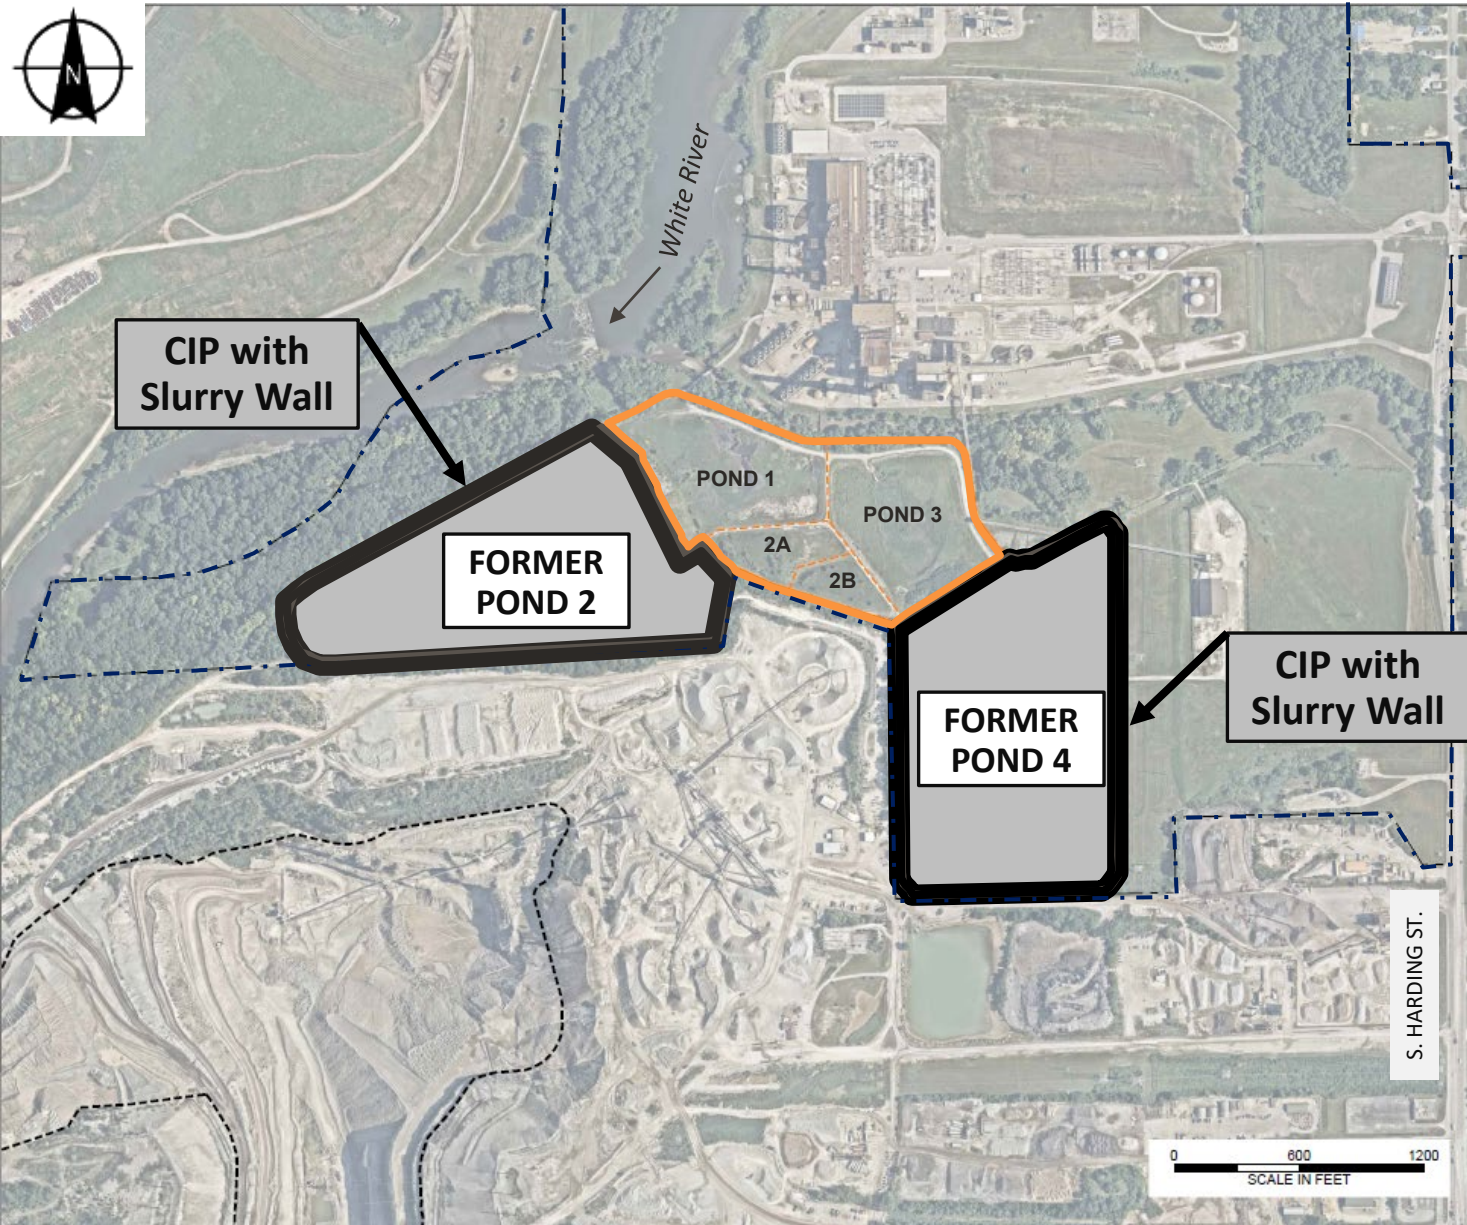 N
White River
CIP with
Slurry Wall
POND 1
POND 3
2A
2B
FORMER
POND 2
CIP with
Slurry Wall
FORMER
POND 4
S. HARDING ST.
0 600 1200
SCALE IN FEET